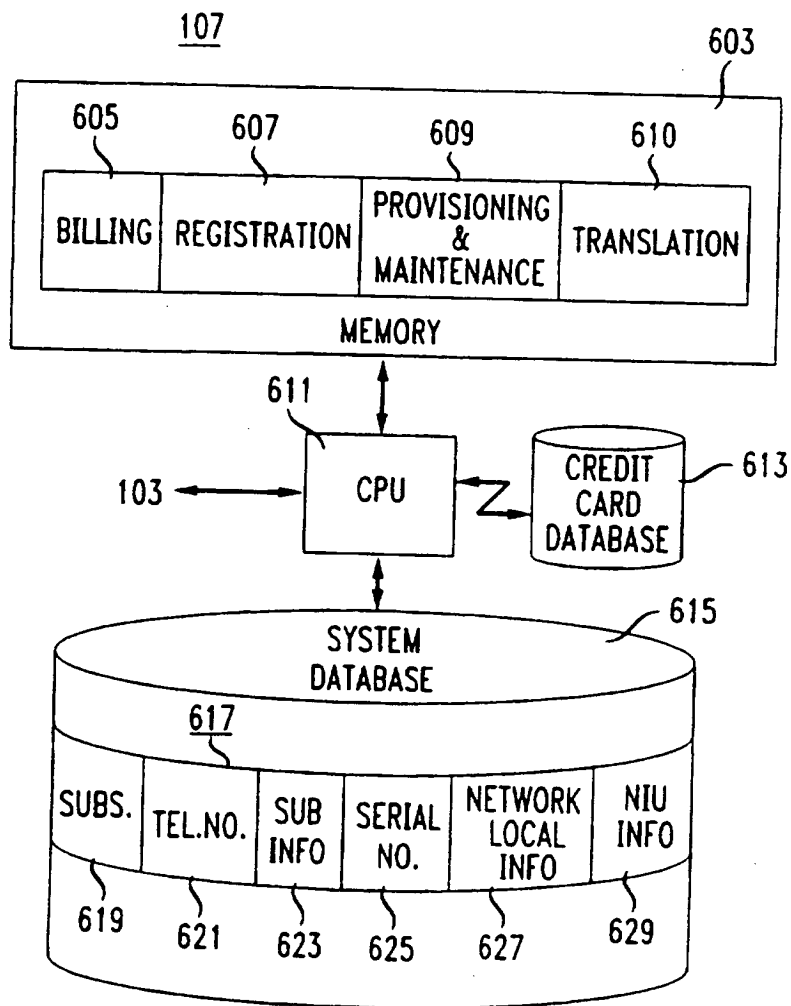 107
603
605
607
609
610
BILLING
REGISTRATION
PROVISIONING
&
MAINTENANCE
TRANSLATION
MEMORY
611
CPU
103
CREDIT
CARD
DATABASE
613
SYSTEM
DATABASE
615
617
SUBS.
TEL.NO.
SUB
INFO
SERIAL
NO.
NETWORK
LOCAL
INFO
NIU
INFO
619
621
623
625
627
629